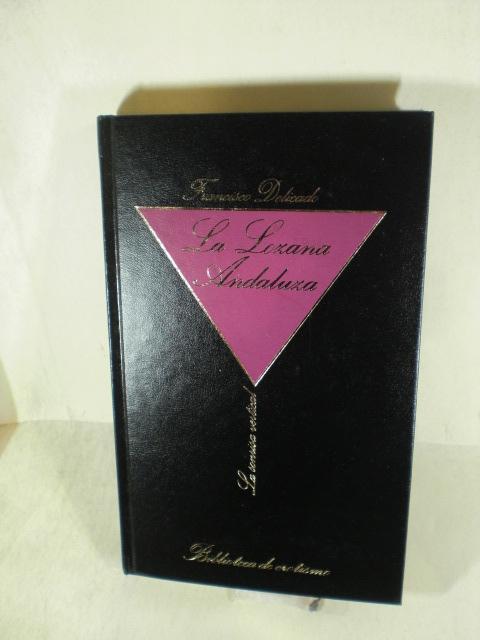 Francisco Delicado
La Lozana
Andaluza
La sonrisa vertical
Biblioteca de erotismo